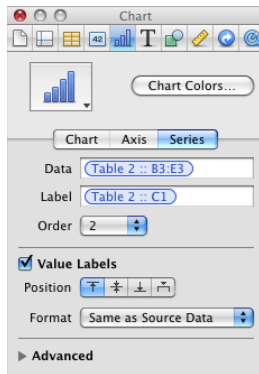 Chart
42
T
Chart Colors...
Chart Axis Series
Data Table 2 :: B3:E3
Label Table 2 :: C1
Order 2
Value Labels
Position
Format Same as Source Data
Advanced